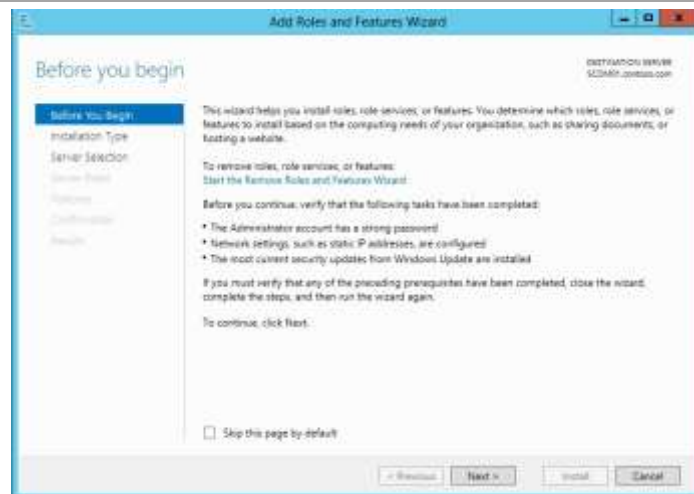 Add Roles and Features Wizard
Before you begin
DESTINATION SERVER
Before You Begin
Installation Type
Server Selection
Server Roles
Features
Confirmation
Results
This wizard helps you install roles, role services, or features. You determine which roles, role services, or
features to install based on the computing needs of your organization, such as sharing documents, or
hosting a website.
To remove roles, role services, or features:
Start the Remove Roles and Features Wizard
Before you continue, verify that the following tasks have been completed:
• The Administrator account has a strong password
• Network settings, such as static IP addresses, are configured
• The most current security updates from Windows Update are installed
If you must verify that any of the preceding prerequisites have been completed, close the wizard,
complete the steps, and then run the wizard again.
To continue, click Next.
Skip this page by default
< Previous
Next >
Install
Cancel